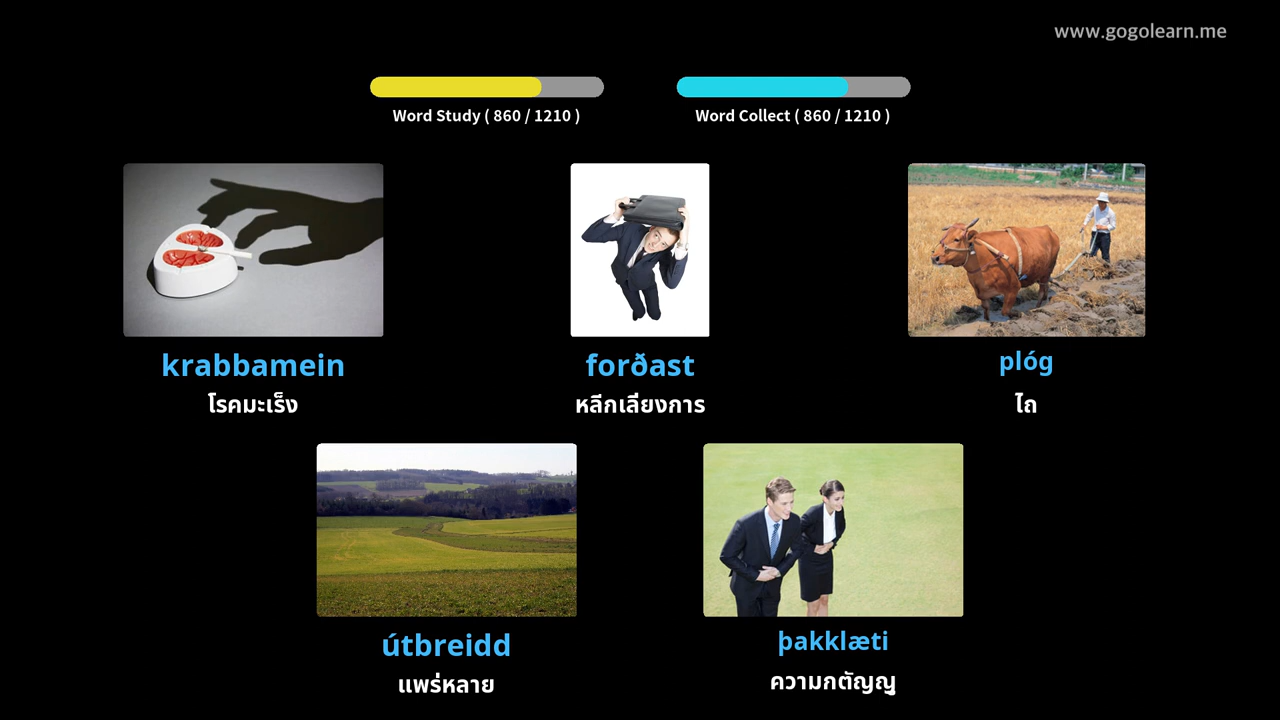 www.gogolearn.me
Word Study ( 860 / 1210 )
Word Collect ( 860 / 1210 )
krabbamein
โรคมะเร็ง
forðast
หลีกเลี่ยงการ
plóg
ไถ
útbreidd
แพร่หลาย
þakklæti
ความกตัญญู